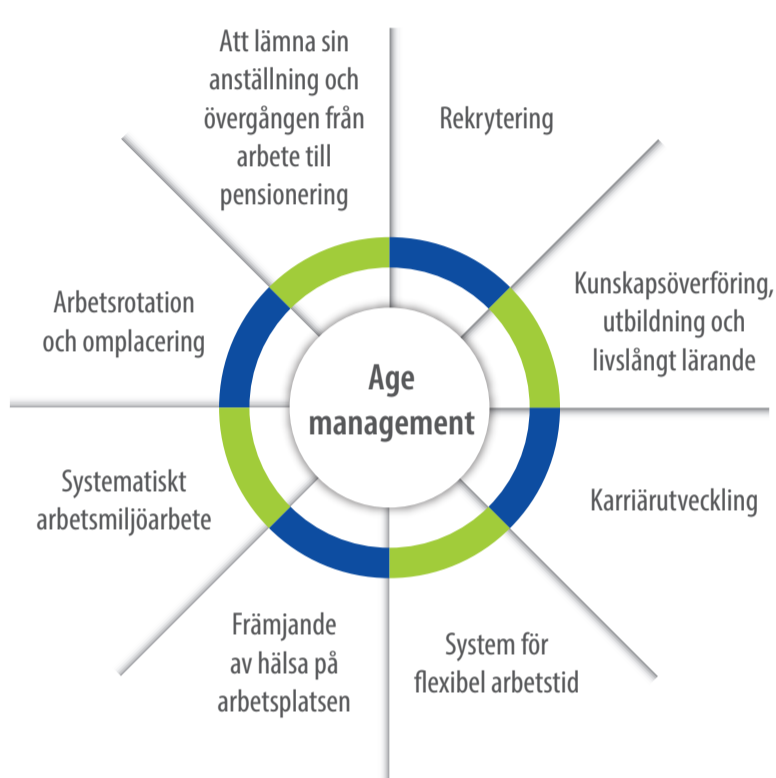 Att lämna sin
anställning och
övergången från
arbete till
pensionering
Rekrytering
Kunskapsöverföring,
utbildning och
livslångt lärande
Karriärutveckling
System för
flexibel arbetstid
Främjande
av hälsa på
arbetsplatsen
Systematiskt
arbetsmiljöarbete
Arbetsrotation
och omplacering
Age
management